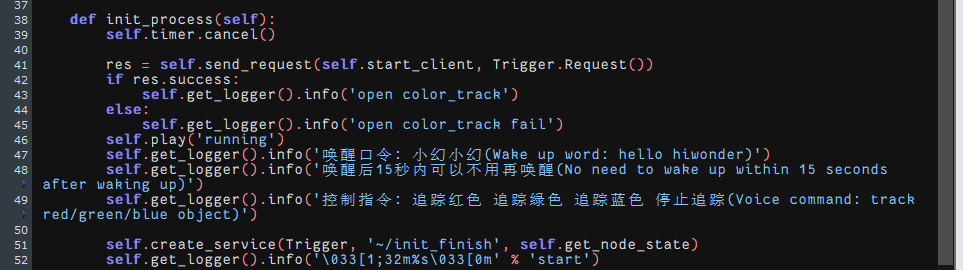 37
38    def init_process(self):
39        self.timer.cancel()
40
41        res = self.send_request(self.start_client, Trigger.Request())
42        if res.success:
43            self.get_logger().info('open color_track')
44        else:
45            self.get_logger().info('open color_track fail')
46        self.play('running')
47        self.get_logger().info('唤醒口令: 小幻小幻(Wake up word: hello hiwonder)')
48        self.get_logger().info('唤醒后15秒内可以不用再唤醒(No need to wake up within 15 seconds
after waking up)')
49        self.get_logger().info('控制指令: 追踪红色 追踪绿色 追踪蓝色 停止追踪(Voice command: track
red/green/blue object)')
50
51        self.create_service(Trigger, '~/init_finish', self.get_node_state)
52        self.get_logger().info('\033[1;32m%s\033[0m' % 'start')